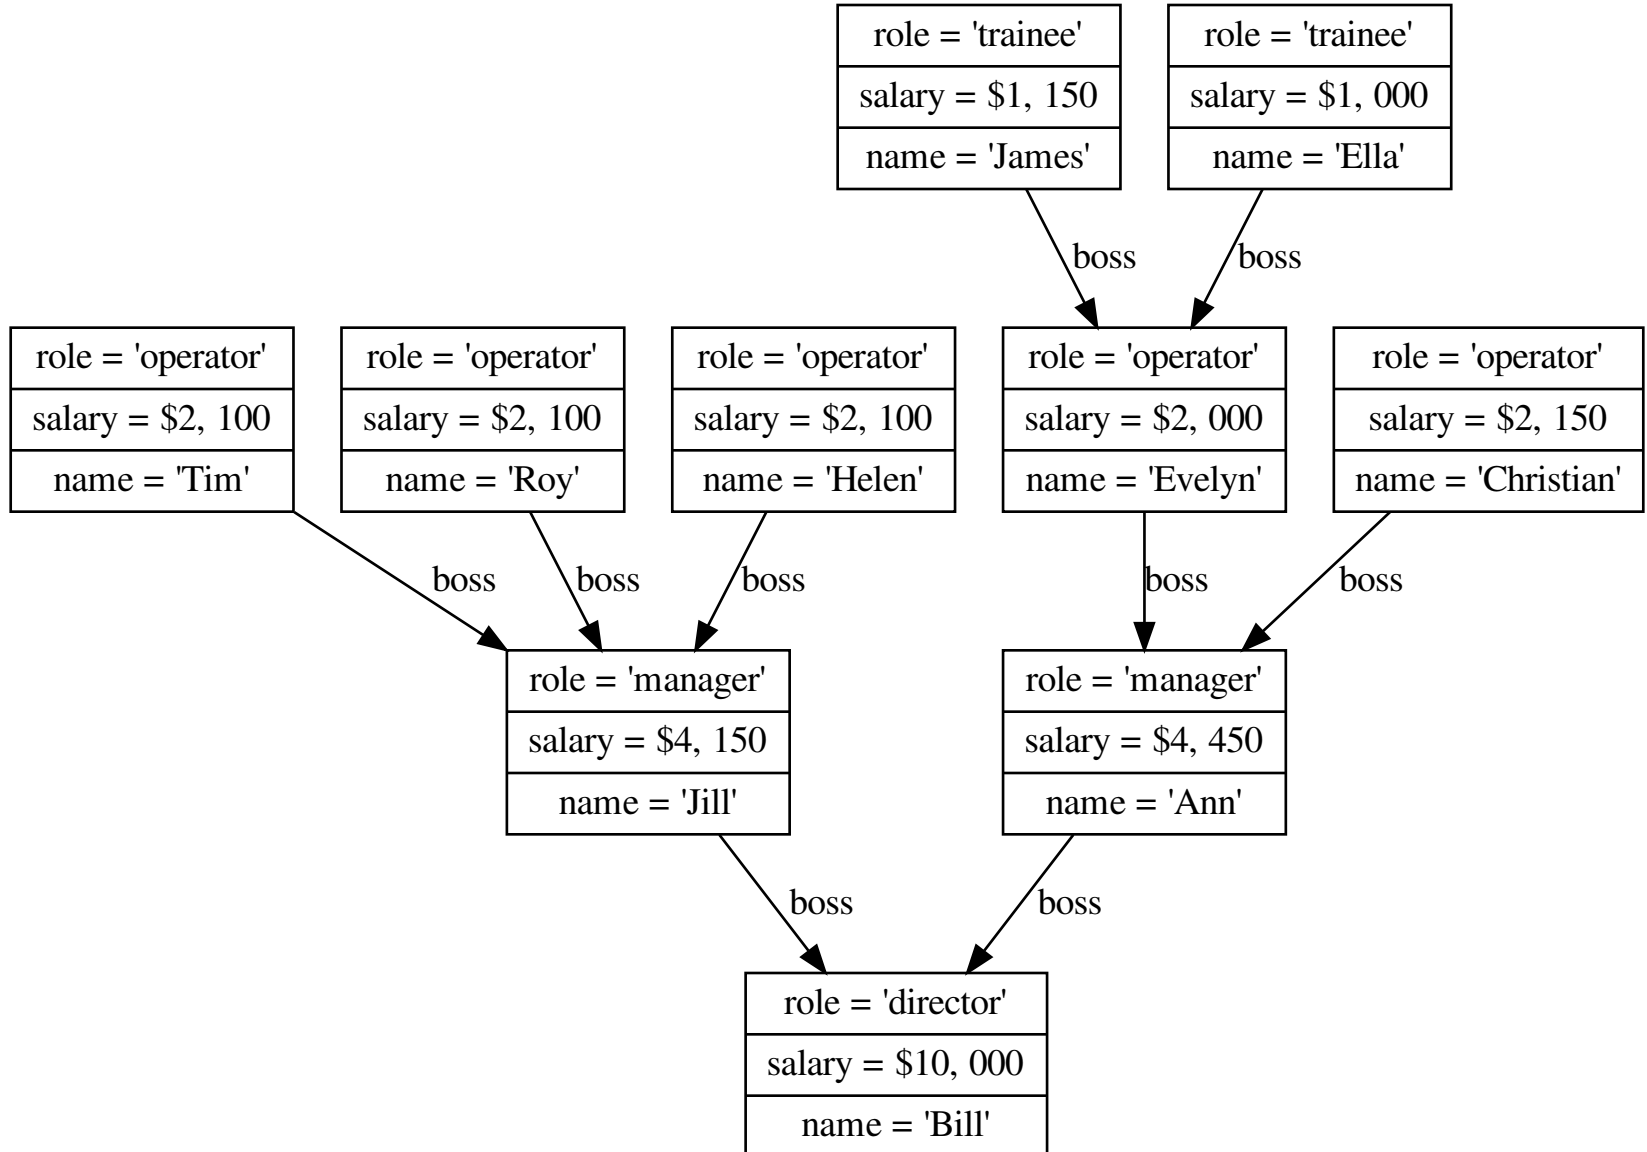 role = 'trainee'
salary = $1, 150
name = 'James'
role = 'trainee'
salary = $1, 000
name = 'Ella'
boss
boss
role = 'operator'
salary = $2, 100
name = 'Tim'
role = 'operator'
salary = $2, 100
name = 'Roy'
role = 'operator'
salary = $2, 100
name = 'Helen'
role = 'operator'
salary = $2, 000
name = 'Evelyn'
role = 'operator'
salary = $2, 150
name = 'Christian'
boss
boss
boss
boss
boss
role = 'manager'
salary = $4, 150
name = 'Jill'
role = 'manager'
salary = $4, 450
name = 'Ann'
boss
boss
role = 'director'
salary = $10, 000
name = 'Bill'